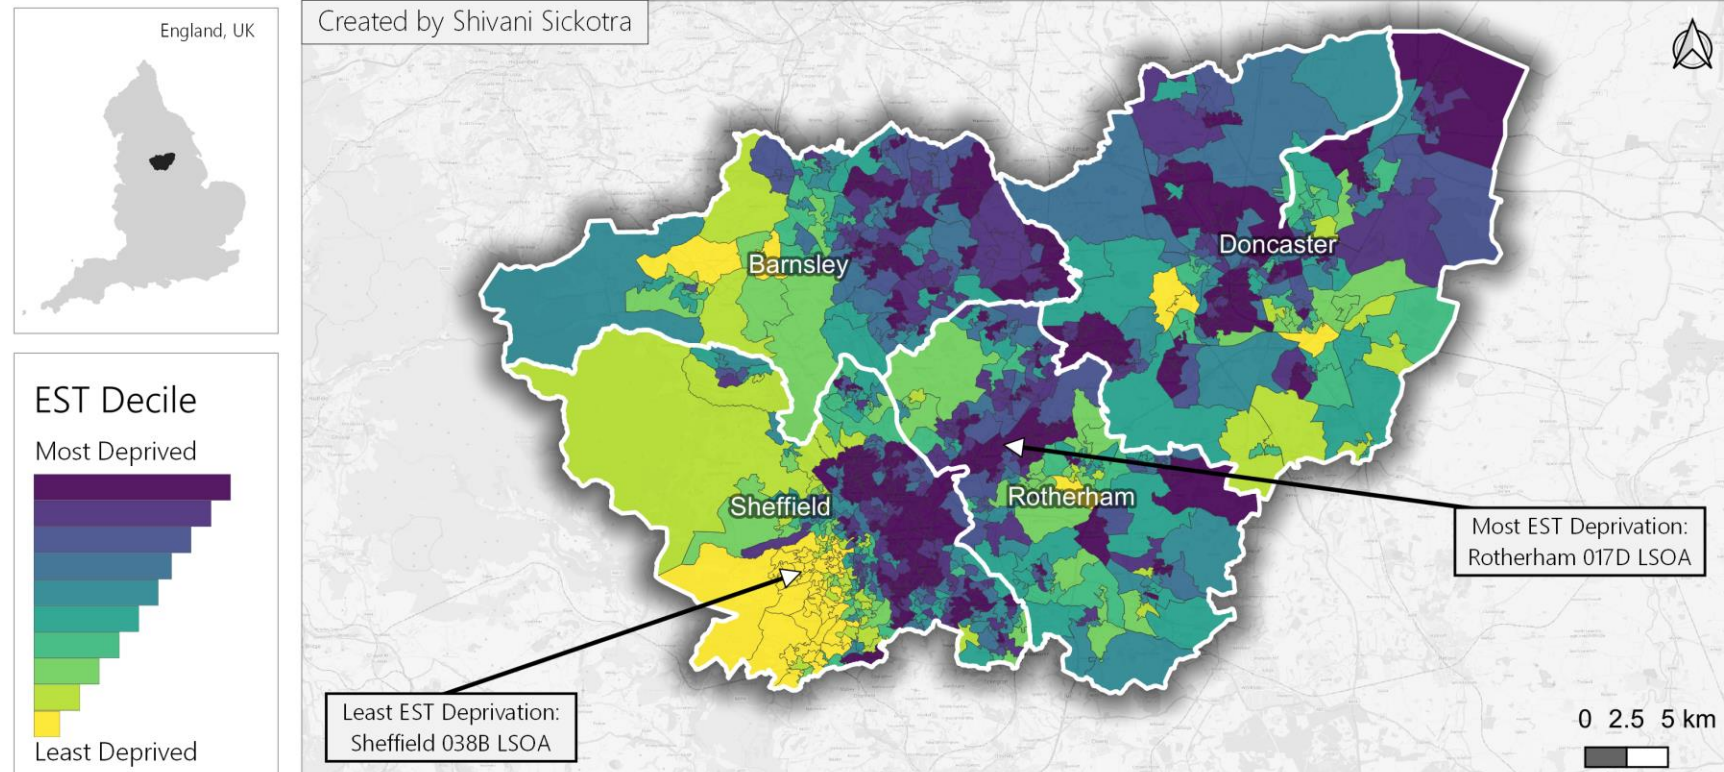 England, UK
Created by Shivani Sickotra
EST Decile
Most Deprived
Least Deprived
Barnsley
Doncaster
Sheffield
Rotherham
Most EST Deprivation:
Rotherham 017D LSOA
Least EST Deprivation:
Sheffield 038B LSOA
0 2.5 5 km